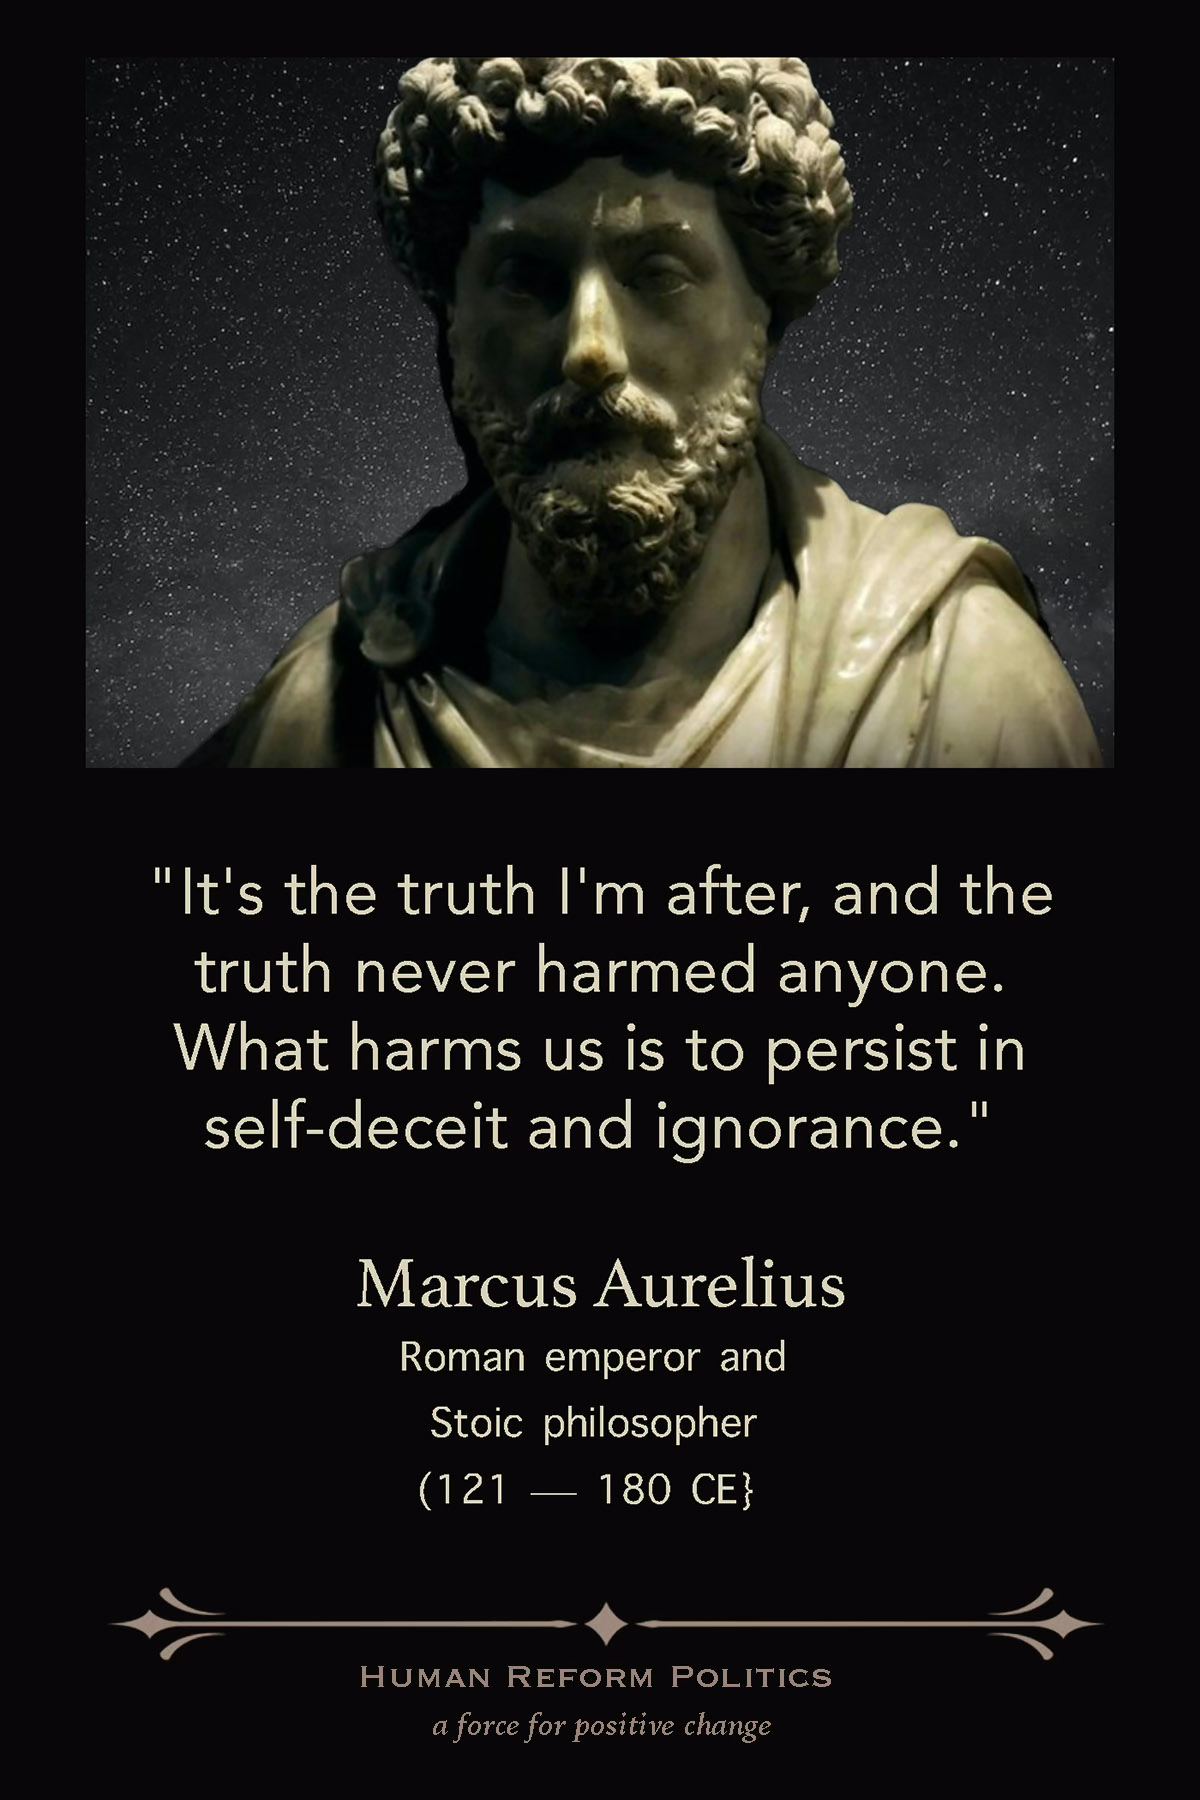 "It's the truth I'm after, and the
truth never harmed anyone.
What harms us is to persist in
self-deceit and ignorance."
Marcus Aurelius
Roman emperor and
Stoic philosopher
(121 — 180 CE}
HUMAN REFORM POLITICS
a force for positive change